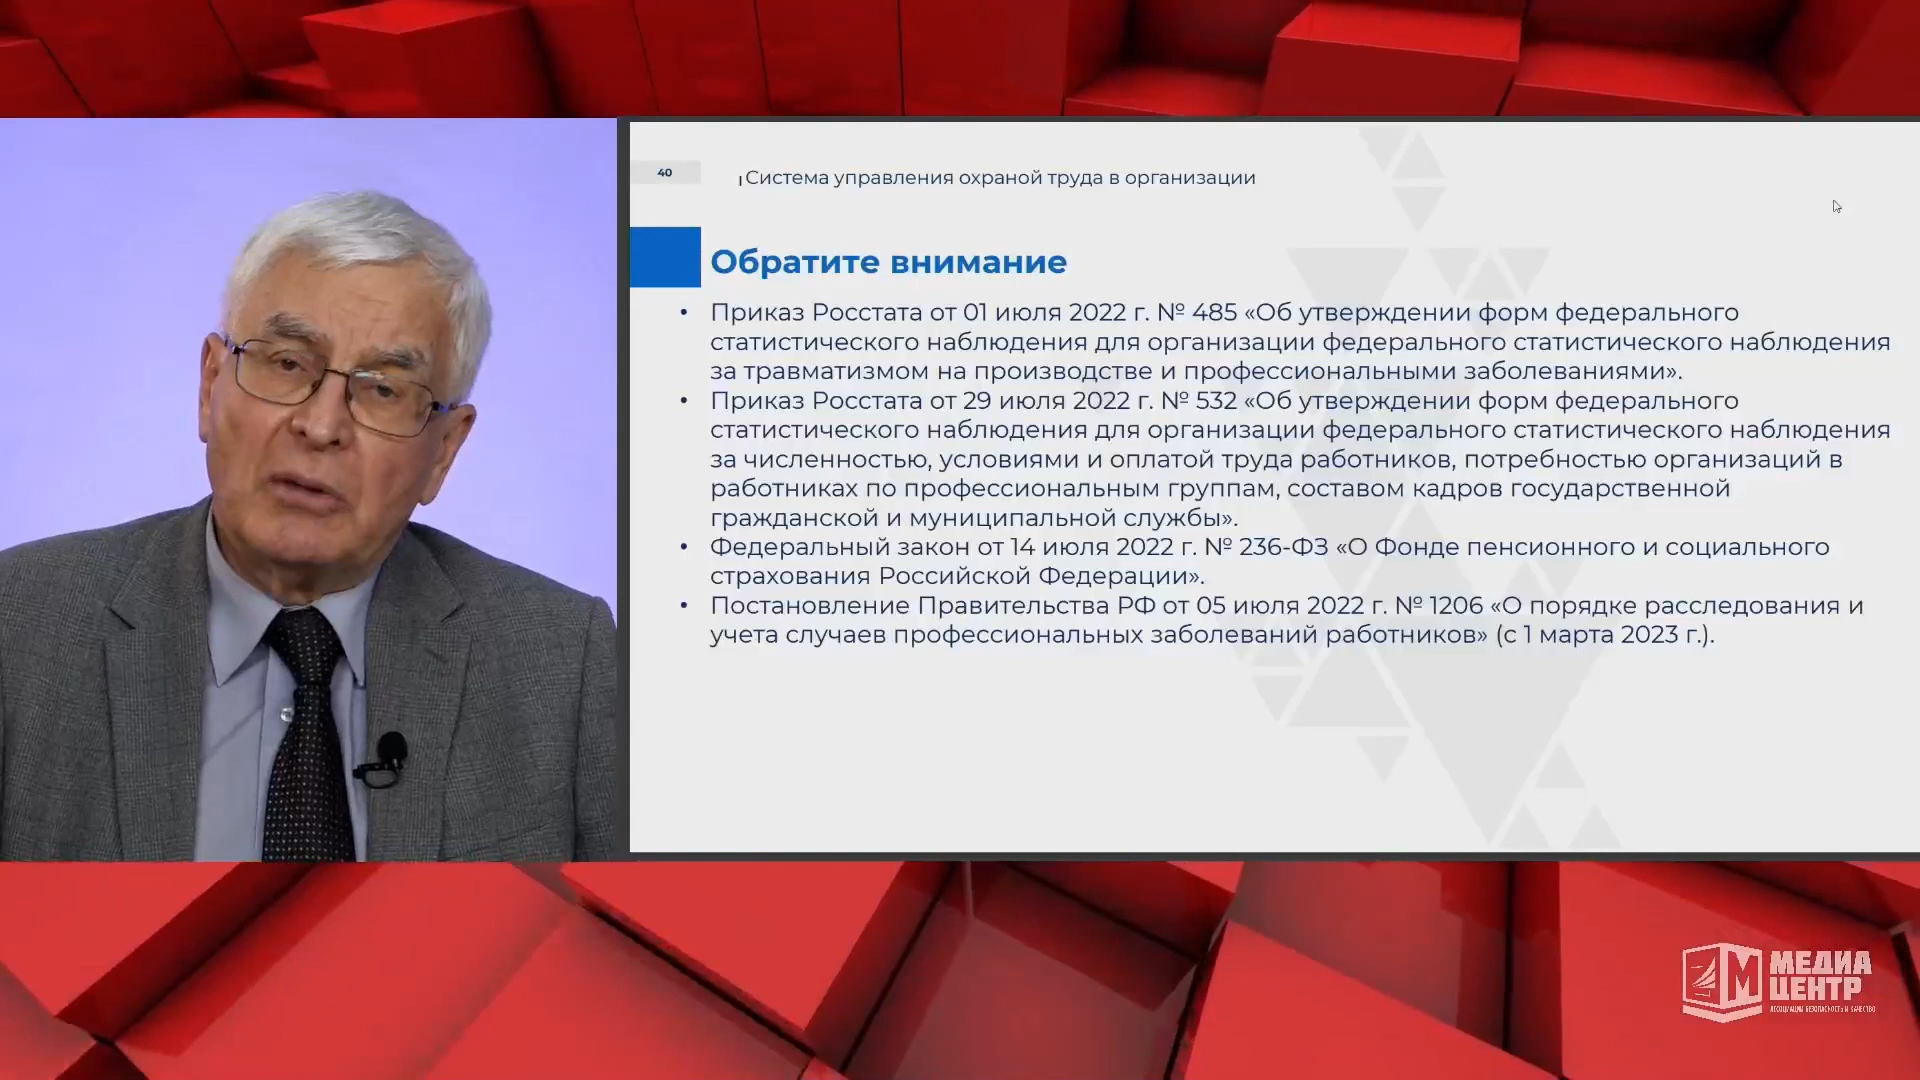 40
Система управления охраной труда в организации
Обратите внимание
• Приказ Росстата от 01 июля 2022 г. № 485 «Об утверждении форм федерального
статистического наблюдения для организации федерального статистического наблюдения
за травматизмом на производстве и профессиональными заболеваниями».
• Приказ Росстата от 29 июля 2022 г. № 532 «Об утверждении форм федерального
статистического наблюдения для организации федерального статистического наблюдения
за численностью, условиями и оплатой труда работников, потребностью организаций в
работниках по профессиональным группам, составом кадров государственной
гражданской и муниципальной службы».
• Федеральный закон от 14 июля 2022 г. № 236-ФЗ «О Фонде пенсионного и социального
страхования Российской Федерации».
• Постановление Правительства РФ от 05 июля 2022 г. № 1206 «О порядке расследования и
учета случаев профессиональных заболеваний работников» (с 1 марта 2023 г.).
МЕДИА
ЦЕНТР
АССОЦИАЦИИ БЕЗОПАСНОСТЬ И КАЧЕСТВО